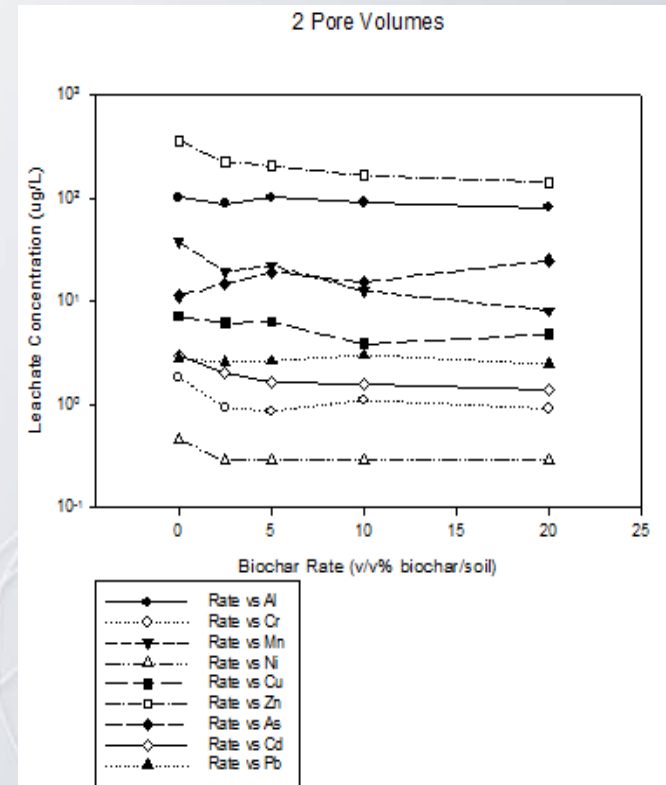 2 Pore Volumes
10³
10²
10¹
10⁰
10⁻¹
Leachate Concentration (ug/L)
0 5 10 15 20 25
Biochar Rate (v/v% biochar/soil)
Rate vs Al
Rate vs Cr
Rate vs Mn
Rate vs Ni
Rate vs Cu
Rate vs Zn
Rate vs As
Rate vs Cd
Rate vs Pb